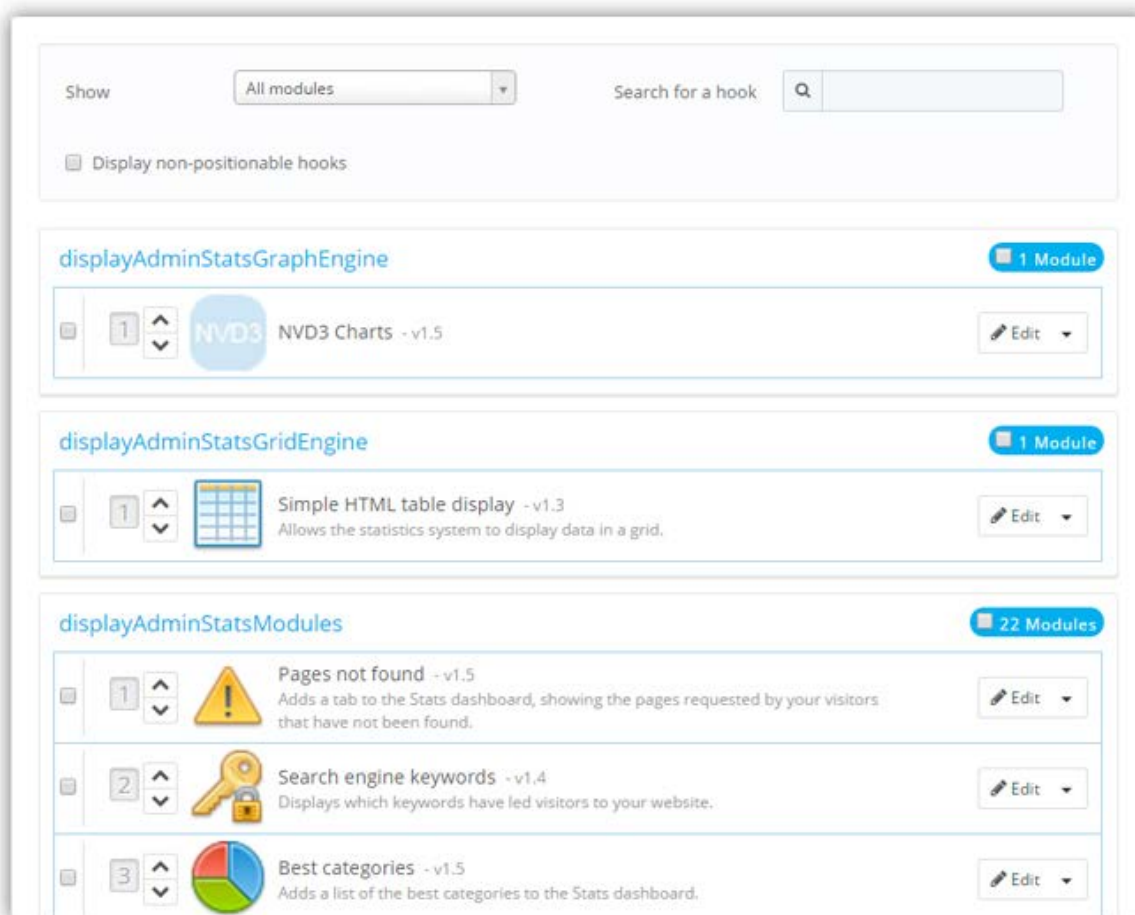 Show All modules Search for a hook
Display non-positionable hooks
displayAdminStatsGraphEngine 1 Module
1 NVD3 NVD3 Charts - v1.5 Edit
displayAdminStatsGridEngine 1 Module
1 Simple HTML table display - v1.3 Edit
Allows the statistics system to display data in a grid.
displayAdminStatsModules 22 Modules
1 Pages not found - v1.5 Edit
Adds a tab to the Stats dashboard, showing the pages requested by your visitors
that have not been found.
2 Search engine keywords - v1.4 Edit
Displays which keywords have led visitors to your website.
3 Best categories - v1.5 Edit
Adds a list of the best categories to the Stats dashboard.